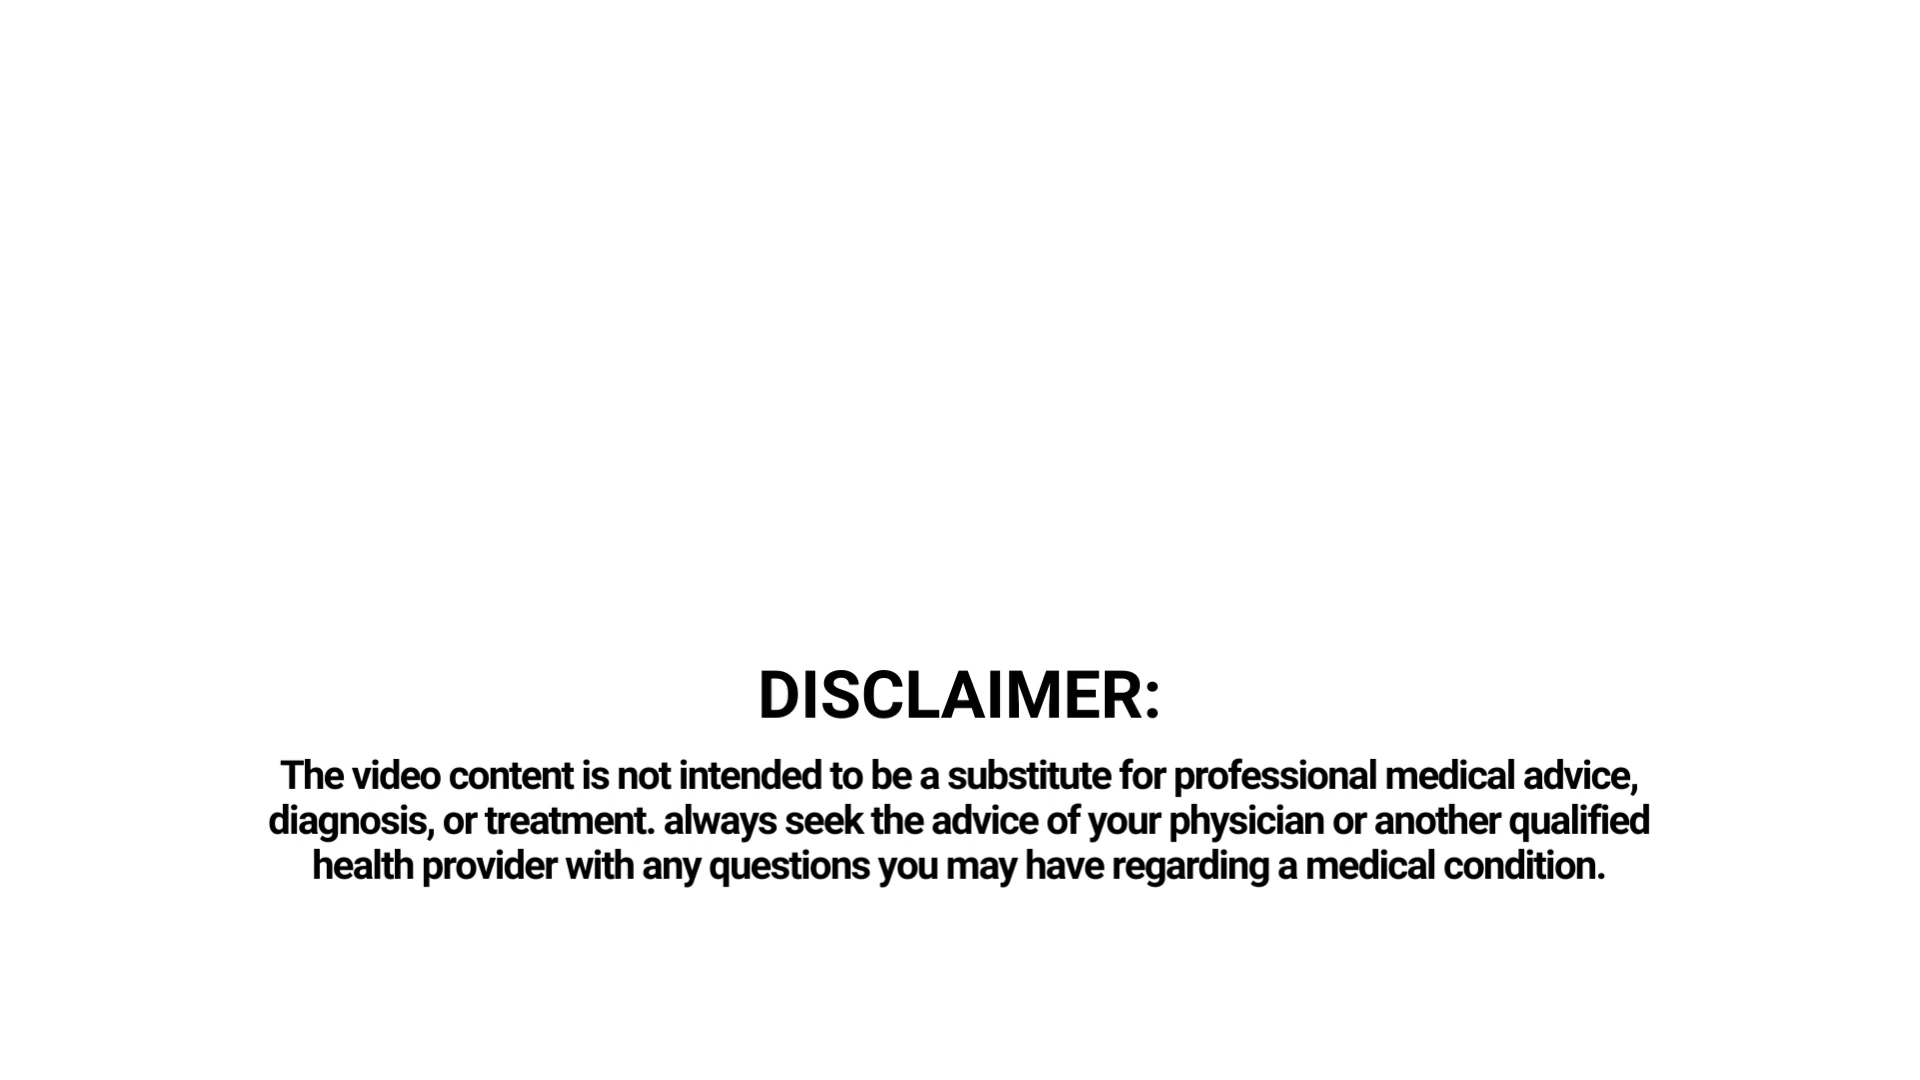 DISCLAIMER:
The video content is not intended to be a substitute for professional medical advice,
diagnosis, or treatment. always seek the advice of your physician or another qualified
health provider with any questions you may have regarding a medical condition.